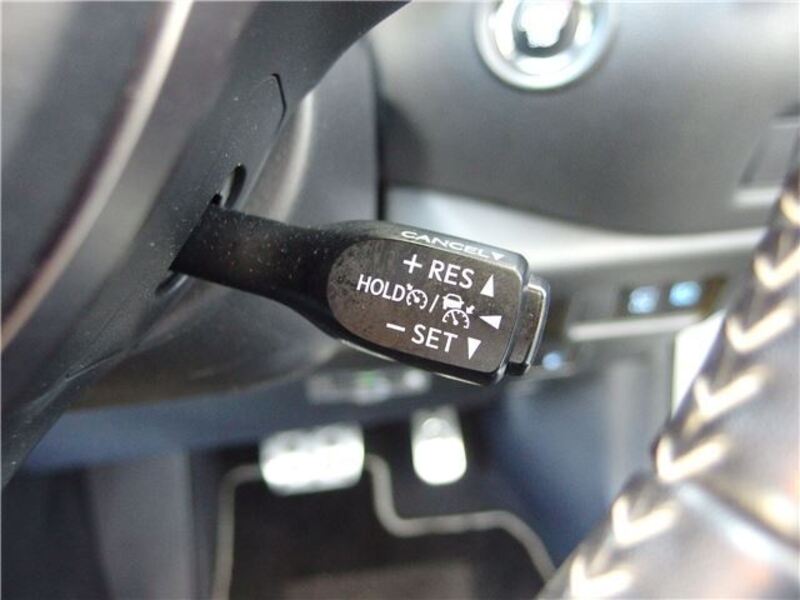 CANCEL▼
+ RES ▲
HOLD / ◀
− SET ▼